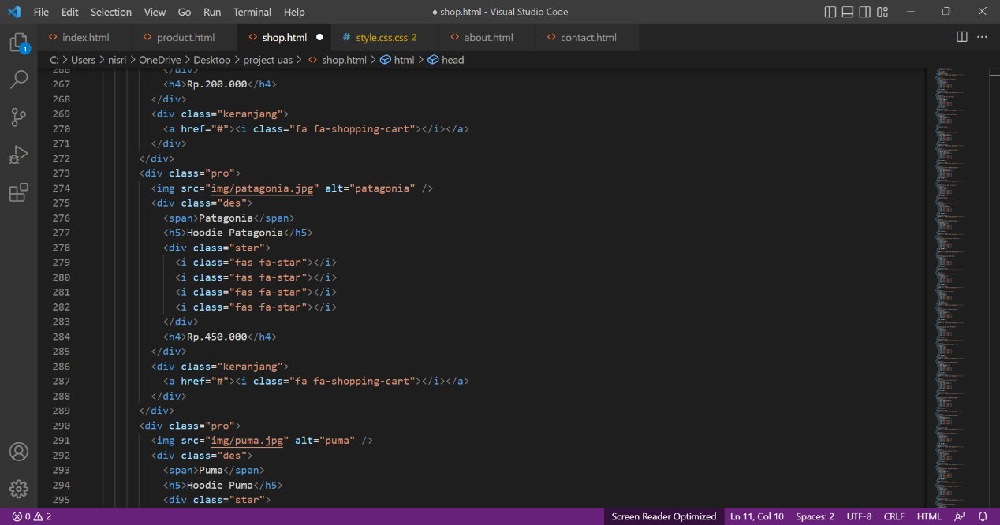 File Edit Selection View Go Run Terminal Help ● shop.html - Visual Studio Code
index.html product.html shop.html ● # style.css.css 2 about.html contact.html
C: > Users > nisri > OneDrive > Desktop > project uas > shop.html > html > head
1
266 </div>
267 <h4>Rp.200.000</h4>
268 </div>
269 <div class="keranjang">
270 <a href="#"><i class="fa fa-shopping-cart"></i></a>
271 </div>
272 </div>
273 <div class="pro">
274 <img src="img/patagonia.jpg" alt="patagonia" />
275 <div class="des">
276 <span>Patagonia</span>
277 <h5>Hoodie Patagonia</h5>
278 <div class="star">
279 <i class="fas fa-star"></i>
280 <i class="fas fa-star"></i>
281 <i class="fas fa-star"></i>
282 <i class="fas fa-star"></i>
283 </div>
284 <h4>Rp.450.000</h4>
285 </div>
286 <div class="keranjang">
287 <a href="#"><i class="fa fa-shopping-cart"></i></a>
288 </div>
289 </div>
290 <div class="pro">
291 <img src="img/puma.jpg" alt="puma" />
292 <div class="des">
293 <span>Puma</span>
294 <h5>Hoodie Puma</h5>
295 <div class="star">
0 2 Screen Reader Optimized Ln 11, Col 10 Spaces: 2 UTF-8 CRLF HTML